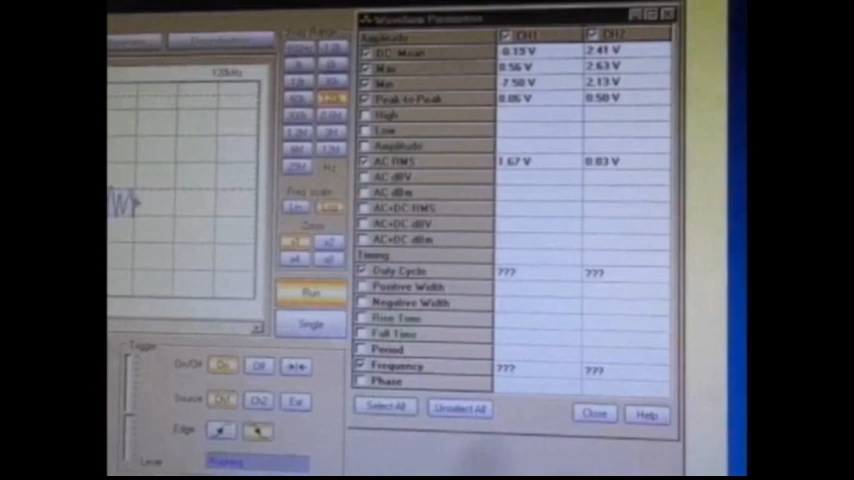 Waveform Parameters
Amplitude CH1 CH2
DC Mean -0.19 V 2.41 V
Max 0.56 V 2.63 V
Min -7.50 V 2.13 V
Peak-to-Peak 8.06 V 0.50 V
High
Low
Amplitude
AC RMS 1.67 V 0.03 V
AC dBV
AC dBm
AC+DC RMS
AC+DC dBV
AC+DC dBm
Timing
Duty Cycle ??? ???
Positive Width
Negative Width
Rise Time
Fall Time
Period
Frequency ??? ???
Phase
Select All Unselect All Close Help
120kHz
Freq Range
Hz
Freq scale
Lin Log
Zoom
x1 x2
x4
Run
Single
Trigger
On/Off On Off
Source Ch1 Ch2 Ext
Edge
Level